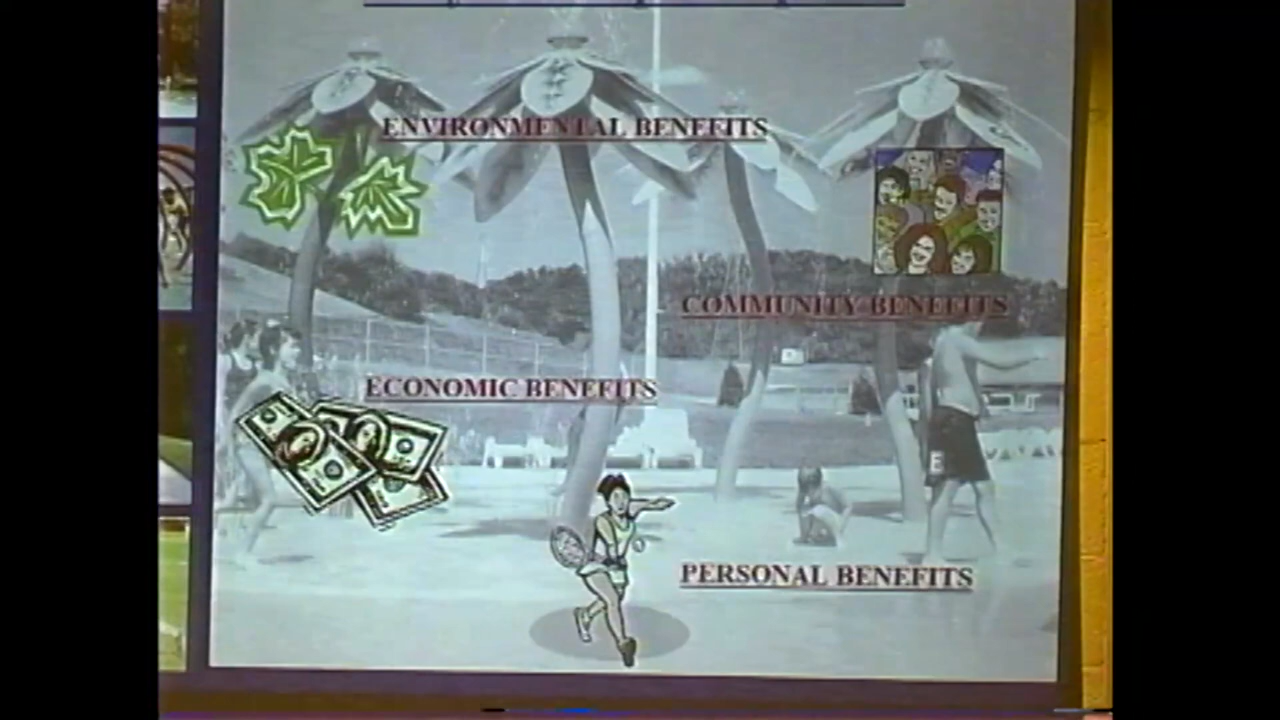 ENVIRONMENTAL BENEFITS
COMMUNITY BENEFITS
ECONOMIC BENEFITS
PERSONAL BENEFITS